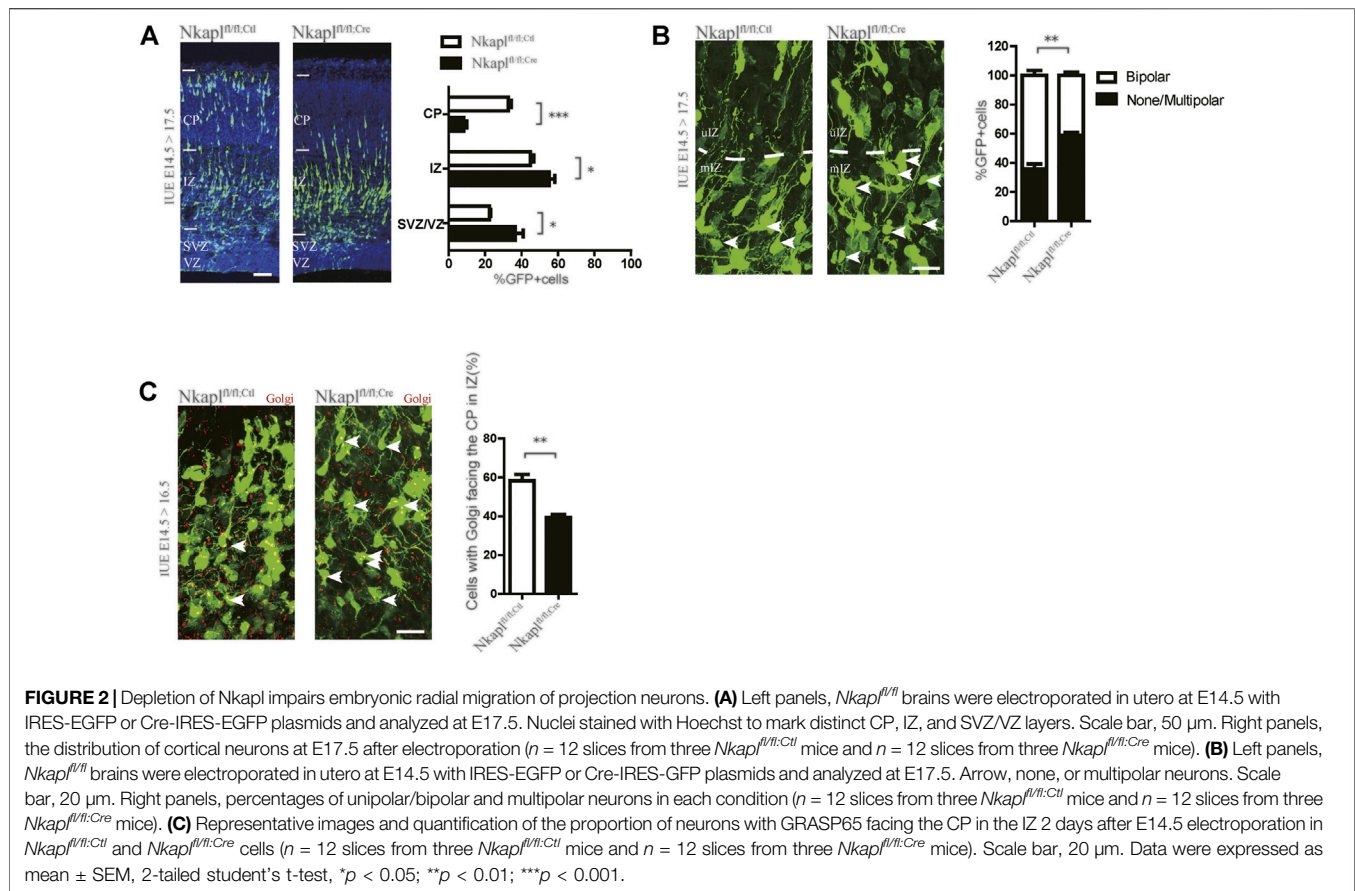 A
Nkapl^fl/fl;Ctl
Nkapl^fl/fl;Cre
IUE E14.5 > 17.5
CP
IZ
SVZ
VZ
CP
IZ
SVZ
VZ
Nkapl^fl/fl;Ctl
Nkapl^fl/fl;Cre
CP
IZ
SVZ/VZ
***
*
*
0 20 40 60 80 100
%GFP+cells
B
Nkapl^fl/fl;Ctl
Nkapl^fl/fl;Cre
IUE E14.5 > 17.5
uIZ
mIZ
uIZ
mIZ
%GFP+cells
100
80
60
40
20
0
**
Bipolar
None/Multipolar
Nkapl^fl/fl;Ctl
Nkapl^fl/fl;Cre
C
Nkapl^fl/fl;Ctl
Golgi
Nkapl^fl/fl;Cre
Golgi
IUE E14.5 > 16.5
Cells with Golgi facing the CP in IZ(%)
80
60
40
20
0
**
Nkapl^fl/fl;Ctl
Nkapl^fl/fl;Cre
FIGURE 2 | Depletion of Nkapl impairs embryonic radial migration of projection neurons. (A) Left panels, Nkapl^fl/fl brains were electroporated in utero at E14.5 with
IRES-EGFP or Cre-IRES-EGFP plasmids and analyzed at E17.5. Nuclei stained with Hoechst to mark distinct CP, IZ, and SVZ/VZ layers. Scale bar, 50 μm. Right panels,
the distribution of cortical neurons at E17.5 after electroporation (n = 12 slices from three Nkapl^fl/fl:Ctl mice and n = 12 slices from three Nkapl^fl/fl:Cre mice). (B) Left panels,
Nkapl^fl/fl brains were electroporated in utero at E14.5 with IRES-EGFP or Cre-IRES-GFP plasmids and analyzed at E17.5. Arrow, none, or multipolar neurons. Scale
bar, 20 μm. Right panels, percentages of unipolar/bipolar and multipolar neurons in each condition (n = 12 slices from three Nkapl^fl/fl:Ctl mice and n = 12 slices from three
Nkapl^fl/fl:Cre mice). (C) Representative images and quantification of the proportion of neurons with GRASP65 facing the CP in the IZ 2 days after E14.5 electroporation in
Nkapl^fl/fl:Ctl and Nkapl^fl/fl:Cre cells (n = 12 slices from three Nkapl^fl/fl:Ctl mice and n = 12 slices from three Nkapl^fl/fl:Cre mice). Scale bar, 20 μm. Data were expressed as
mean ± SEM, 2-tailed student's t-test, *p < 0.05; **p < 0.01; ***p < 0.001.